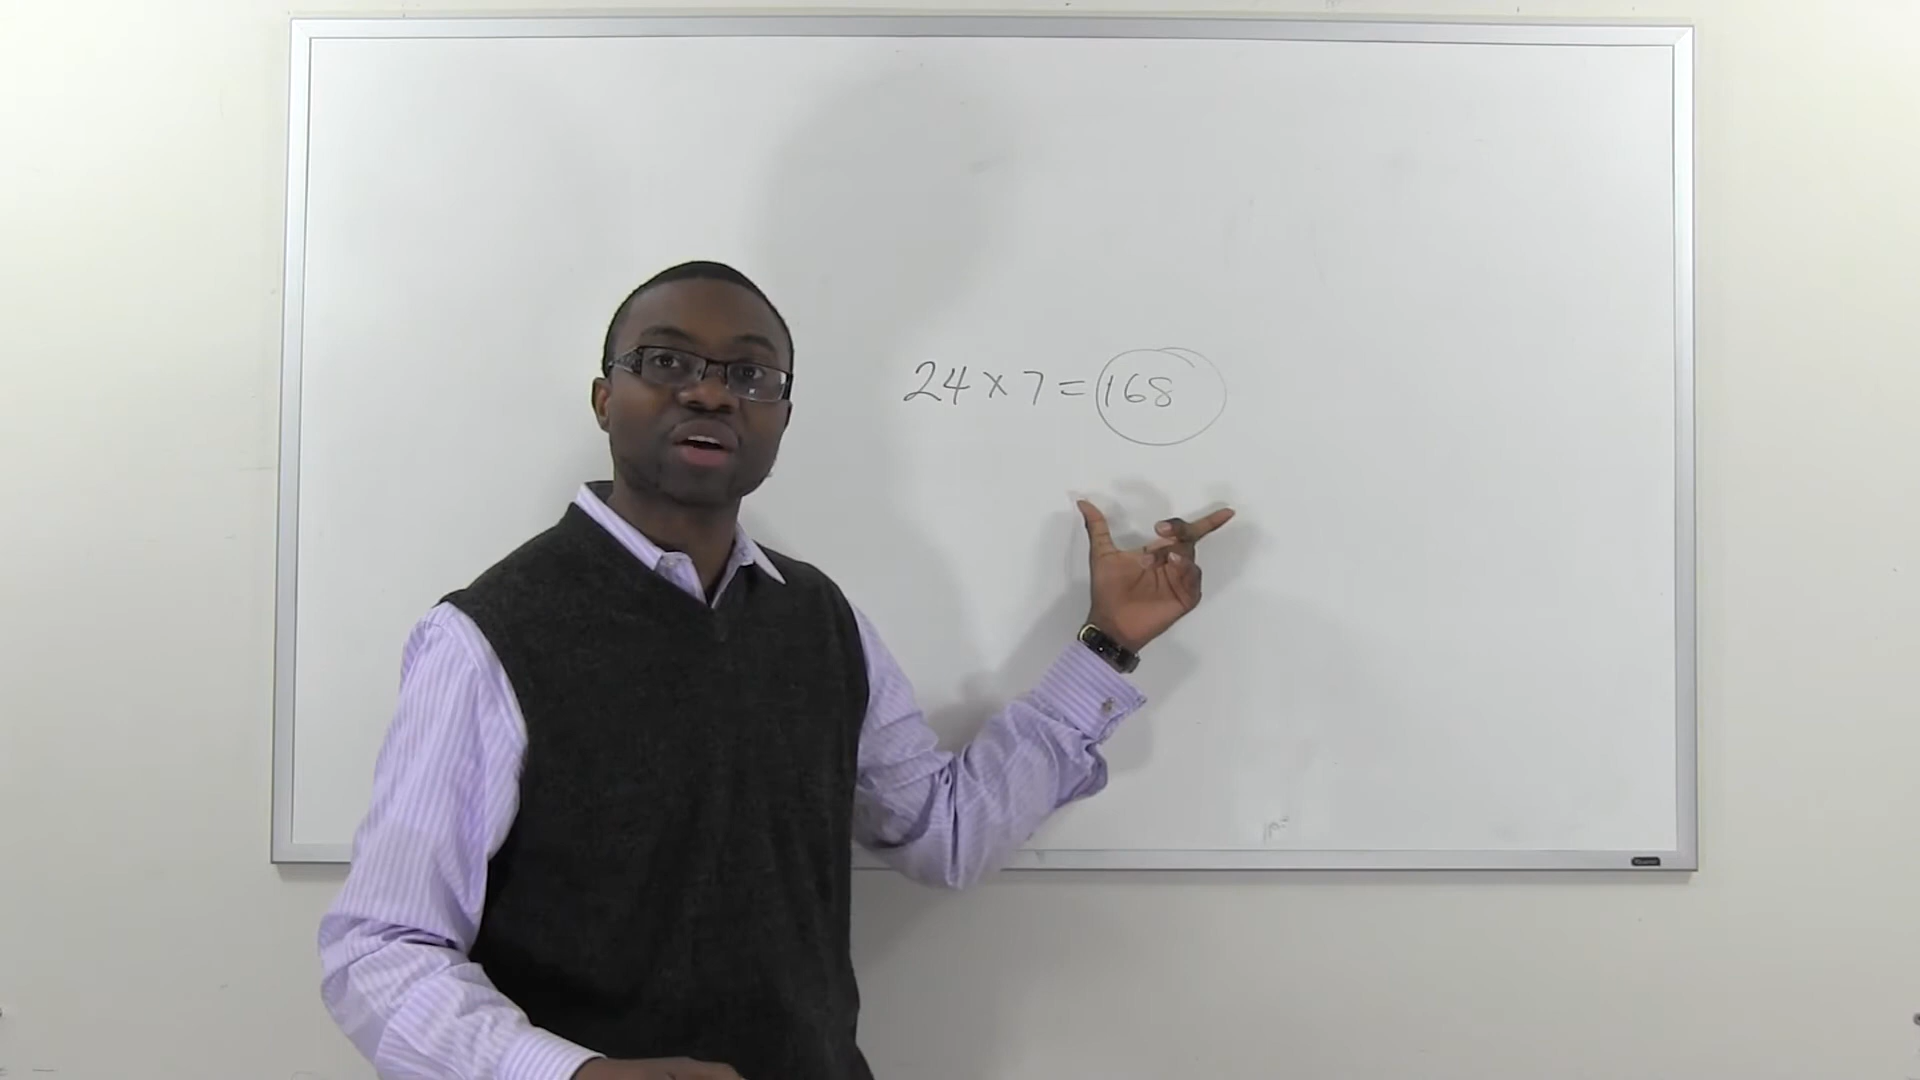 24 × 7 = 168